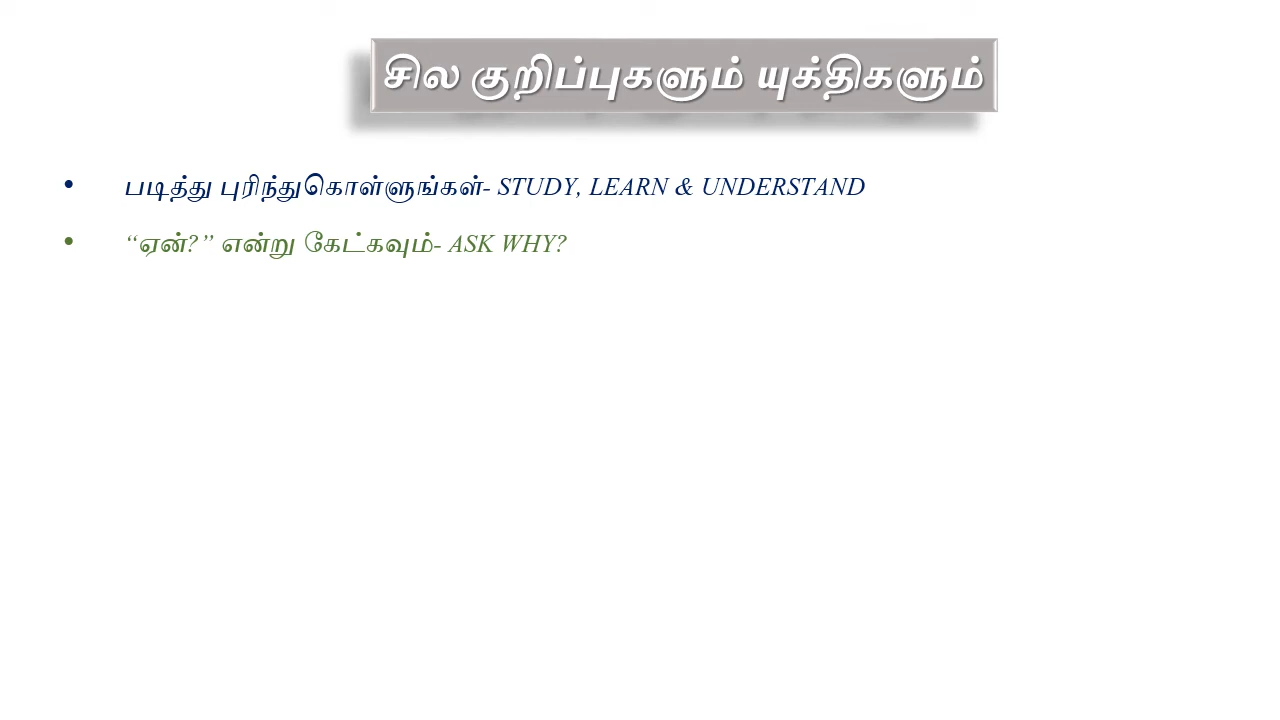 சில குறிப்புகளும் யுக்திகளும்
• படித்து புரிந்துகொள்ளுங்கள்- STUDY, LEARN & UNDERSTAND
• “ஏன்?” என்று கேட்கவும்- ASK WHY?